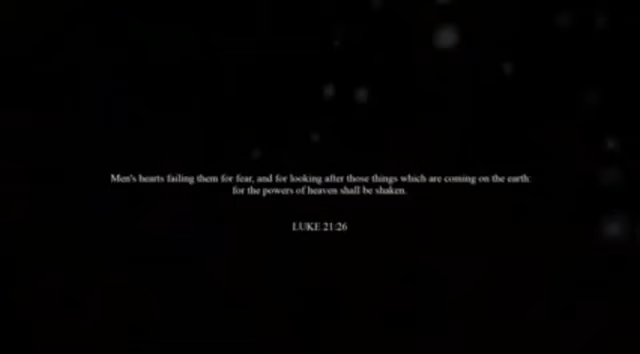 Men's hearts failing them for fear, and for looking after those things which are coming on the earth:
for the powers of heaven shall be shaken.
LUKE 21:26